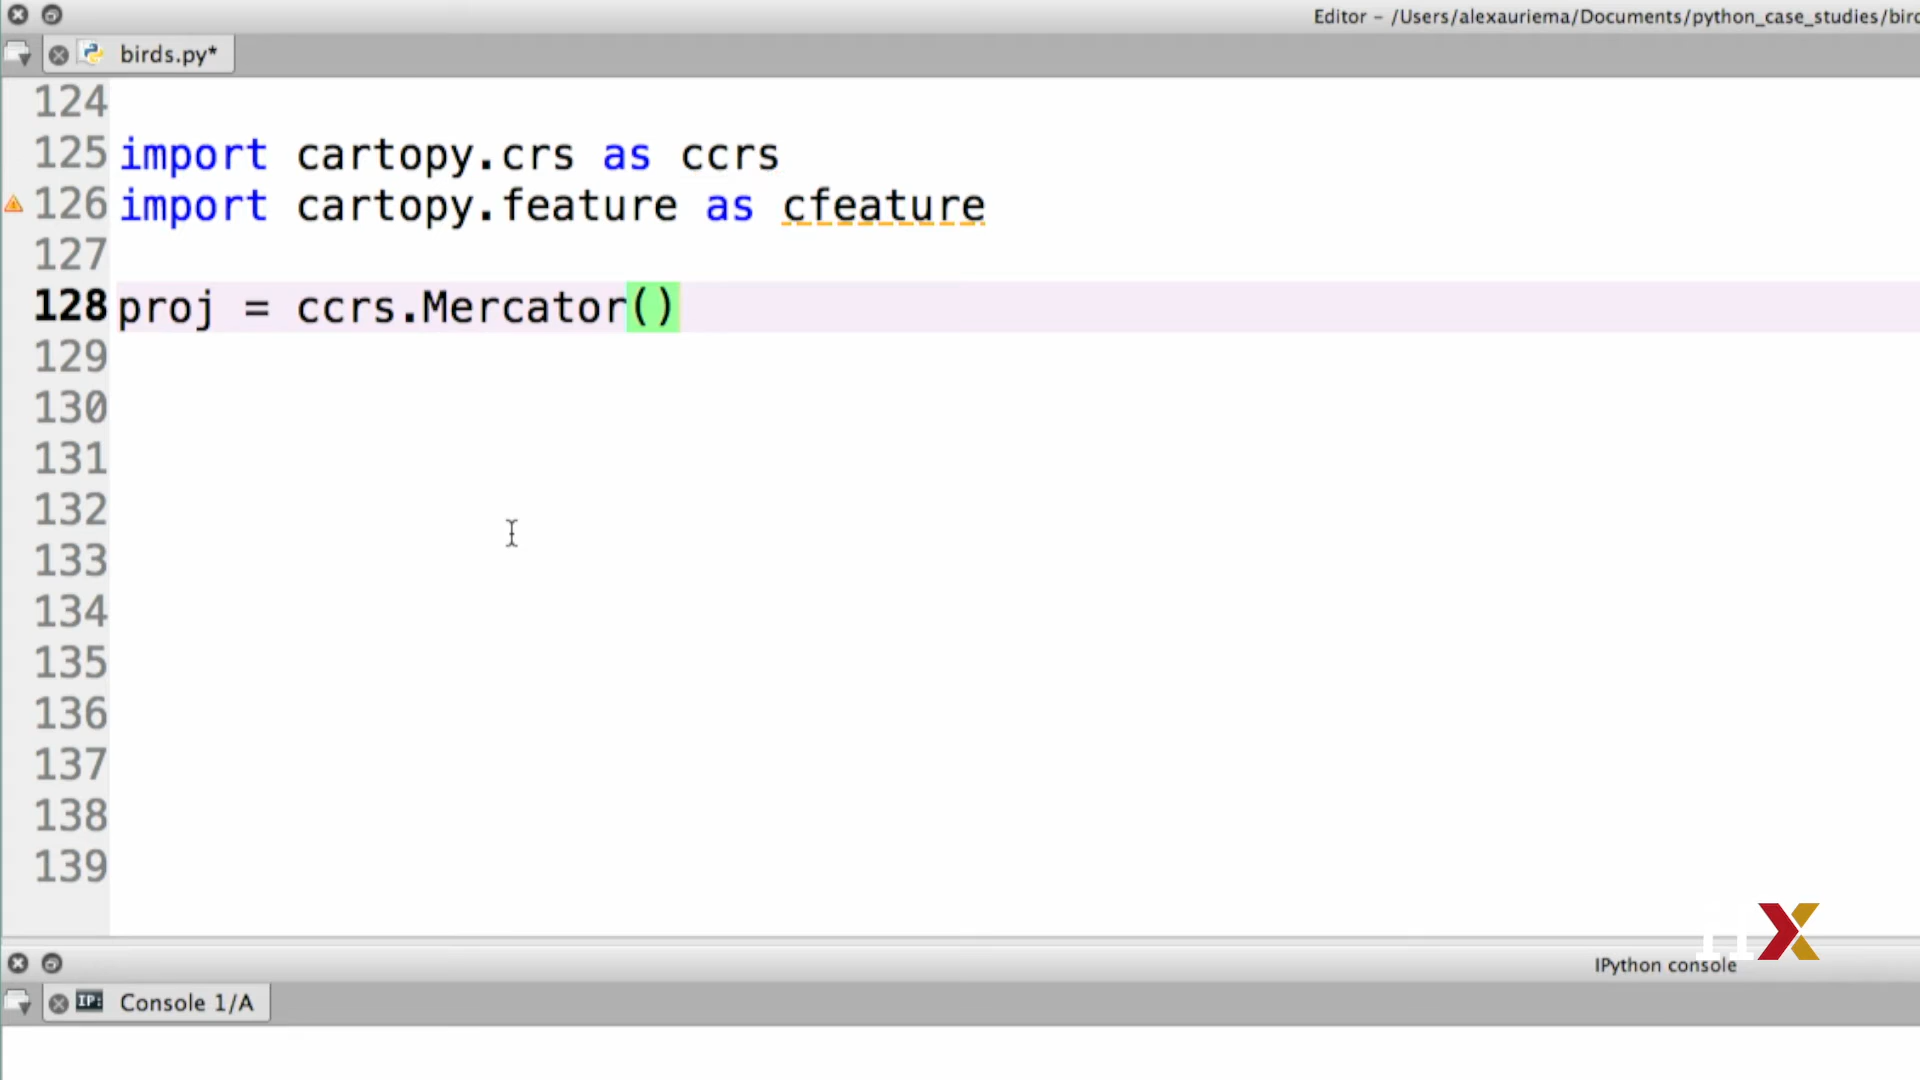 Editor – /Users/alexauriema/Documents/python_case_studies/bird
birds.py*
124
125 import cartopy.crs as ccrs
126 import cartopy.feature as cfeature
127
128 proj = ccrs.Mercator()
129
130
131
132
133
134
135
136
137
138
139
X
IPython console
IP: Console 1/A